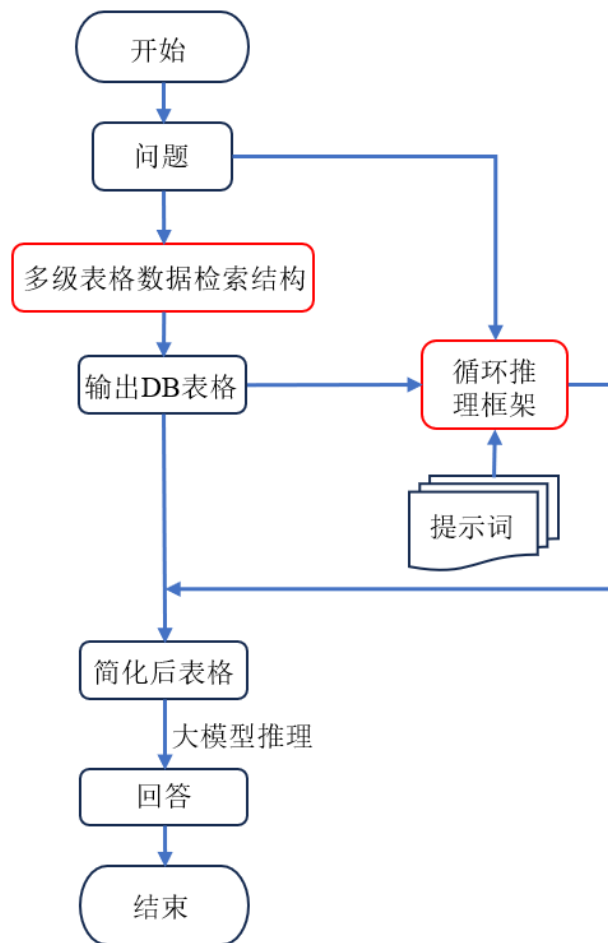 开始
问题
多级表格数据检索结构
输出DB表格
循环推
理框架
提示词
简化后表格
大模型推理
回答
结束